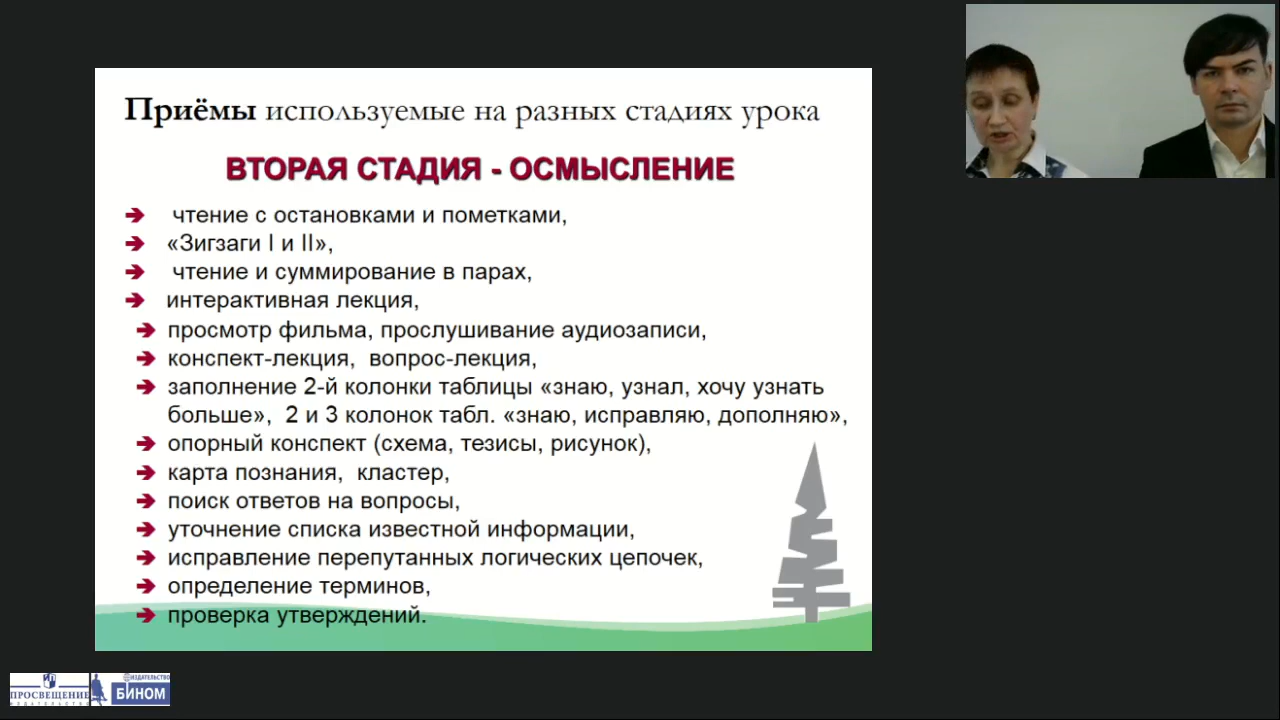 Приёмы используемые на разных стадиях урока
ВТОРАЯ СТАДИЯ - ОСМЫСЛЕНИЕ
чтение с остановками и пометками,
«Зигзаги I и II»,
чтение и суммирование в парах,
интерактивная лекция,
просмотр фильма, прослушивание аудиозаписи,
конспект-лекция, вопрос-лекция,
заполнение 2-й колонки таблицы «знаю, узнал, хочу узнать
больше», 2 и 3 колонок табл. «знаю, исправляю, дополняю»,
опорный конспект (схема, тезисы, рисунок),
карта познания, кластер,
поиск ответов на вопросы,
уточнение списка известной информации,
исправление перепутанных логических цепочек,
определение терминов,
проверка утверждений.
ПРОСВЕЩЕНИЕ
ИЗДАТЕЛЬСТВО
ИЗДАТЕЛЬСТВО
БИНОМ